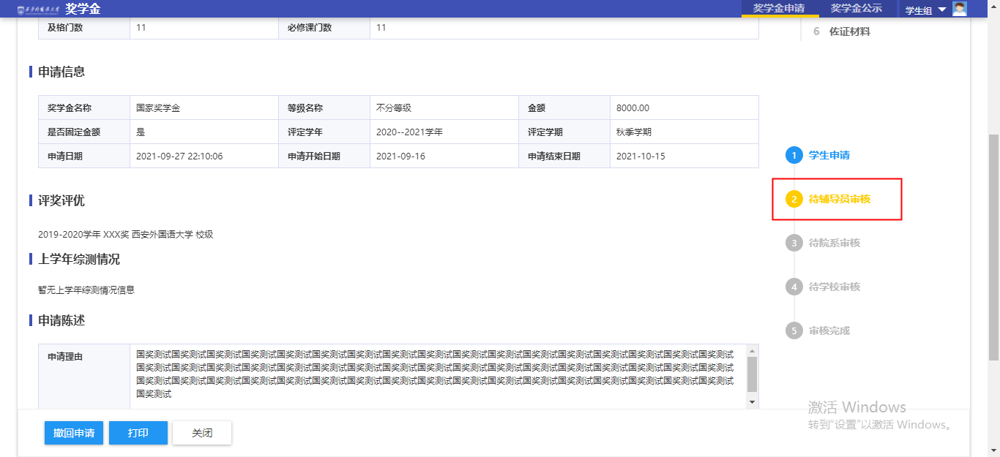 奖学金 奖学金申请 奖学金公示 学生组
及格门数 11 必修课门数 11
6 佐证材料
申请信息
奖学金名称 国家奖学金 等级名称 不分等级 金额 8000.00
是否固定金额 是 评定学年 2020--2021学年 评定学期 秋季学期
申请日期 2021-09-27 22:10:06 申请开始日期 2021-09-16 申请结束日期 2021-10-15
1 学生申请
2 待辅导员审核
3 待院系审核
4 待学校审核
5 审核完成
评奖评优
2019-2020学年 XXX奖 西安外国语大学 校级
上学年综测情况
暂无上学年综测情况信息
申请陈述
申请理由
国奖测试国奖测试国奖测试国奖测试国奖测试国奖测试国奖测试国奖测试国奖测试国奖测试国奖测试国奖测试国奖测试国奖测试国奖测试国奖测试国奖测试
国奖测试国奖测试国奖测试国奖测试国奖测试国奖测试国奖测试国奖测试国奖测试国奖测试国奖测试国奖测试国奖测试国奖测试国奖测试国奖测试国奖测试
国奖测试国奖测试国奖测试国奖测试国奖测试国奖测试国奖测试国奖测试国奖测试国奖测试国奖测试国奖测试国奖测试国奖测试国奖测试国奖测试国奖测试
国奖测试
激活 Windows
转到"设置"以激活 Windows。
撤回申请 打印 关闭